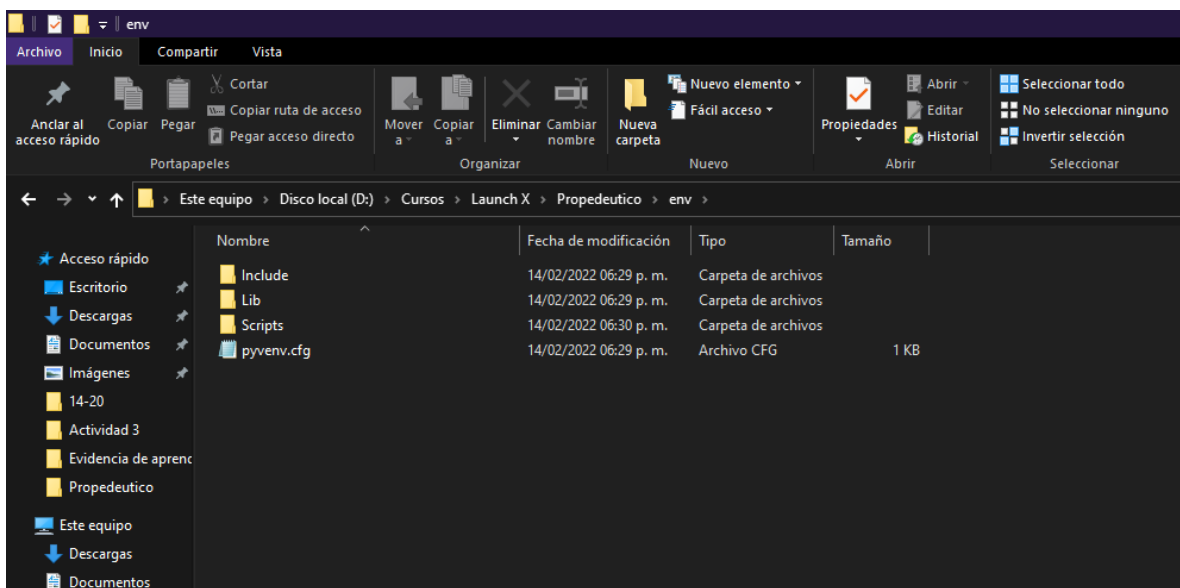 env
Archivo Inicio Compartir Vista
Anclar al acceso rápido
Copiar
Pegar
Cortar
Copiar ruta de acceso
Pegar acceso directo
Portapapeles
Mover a
Copiar a
Eliminar
Cambiar nombre
Organizar
Nueva carpeta
Nuevo elemento
Fácil acceso
Nuevo
Propiedades
Abrir
Editar
Historial
Abrir
Seleccionar todo
No seleccionar ninguno
Invertir selección
Seleccionar
Este equipo > Disco local (D:) > Cursos > Launch X > Propedeutico > env >
Acceso rápido
Escritorio
Descargas
Documentos
Imágenes
14-20
Actividad 3
Evidencia de aprenc
Propedeutico
Este equipo
Descargas
Documentos
Nombre Fecha de modificación Tipo Tamaño
Include 14/02/2022 06:29 p. m. Carpeta de archivos
Lib 14/02/2022 06:29 p. m. Carpeta de archivos
Scripts 14/02/2022 06:30 p. m. Carpeta de archivos
pyvenv.cfg 14/02/2022 06:29 p. m. Archivo CFG 1 KB